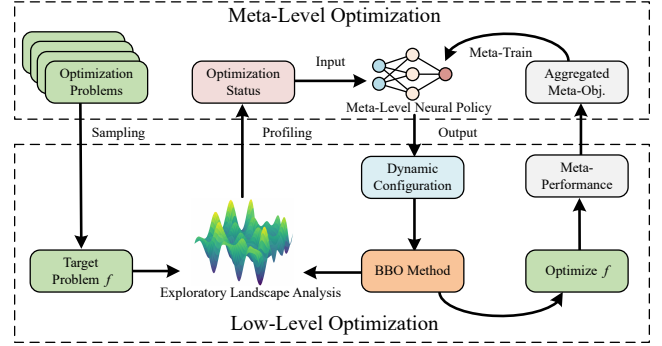 Meta-Level Optimization
Optimization
Problems
Optimization
Status
Input
Meta-Level Neural Policy
Meta-Train
Aggregated
Meta-Obj.
Sampling
Profiling
Output
Dynamic
Configuration
Meta-
Performance
Target
Problem f
Exploratory Landscape Analysis
BBO Method
Optimize f
Low-Level Optimization